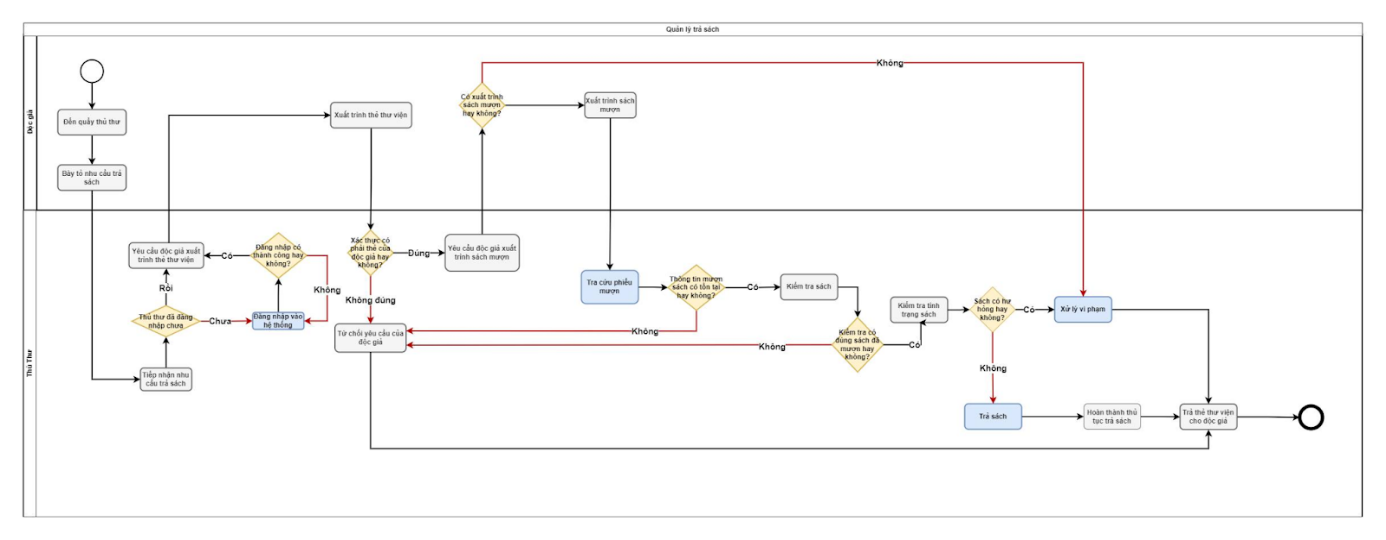 Quản lý trả sách
Độc giả
Đến quầy thủ thư
Bày tỏ nhu cầu trả
sách
Xuất trình thẻ thư viện
Có xuất trình
sách mượn
hay không?
Xuất trình sách
mượn
Không
Thủ Thư
Yêu cầu độc giả xuất
trình thẻ thư viện
Có
Đăng nhập có
thành công hay
không?
Không
Rồi
Thủ thư đã đăng
nhập chưa
Chưa
Đăng nhập vào
hệ thống
Tiếp nhận nhu
cầu trả sách
Xác thực có
phải thẻ của
độc giả hay
không?
Đúng
Yêu cầu độc giả xuất
trình sách mượn
Không đúng
Từ chối yêu cầu của
độc giả
Tra cứu phiếu
mượn
Thông tin mượn
sách có tồn tại
hay không?
Có
Kiểm tra sách
Không
Kiểm tra có
đúng sách đã
mượn hay
không?
Không
Có
Kiểm tra tình
trạng sách
Sách có hư
hỏng hay
không?
Có
Xử lý vi phạm
Không
Trả sách
Hoàn thành thủ
tục trả sách
Trả thẻ thư viện
cho độc giả